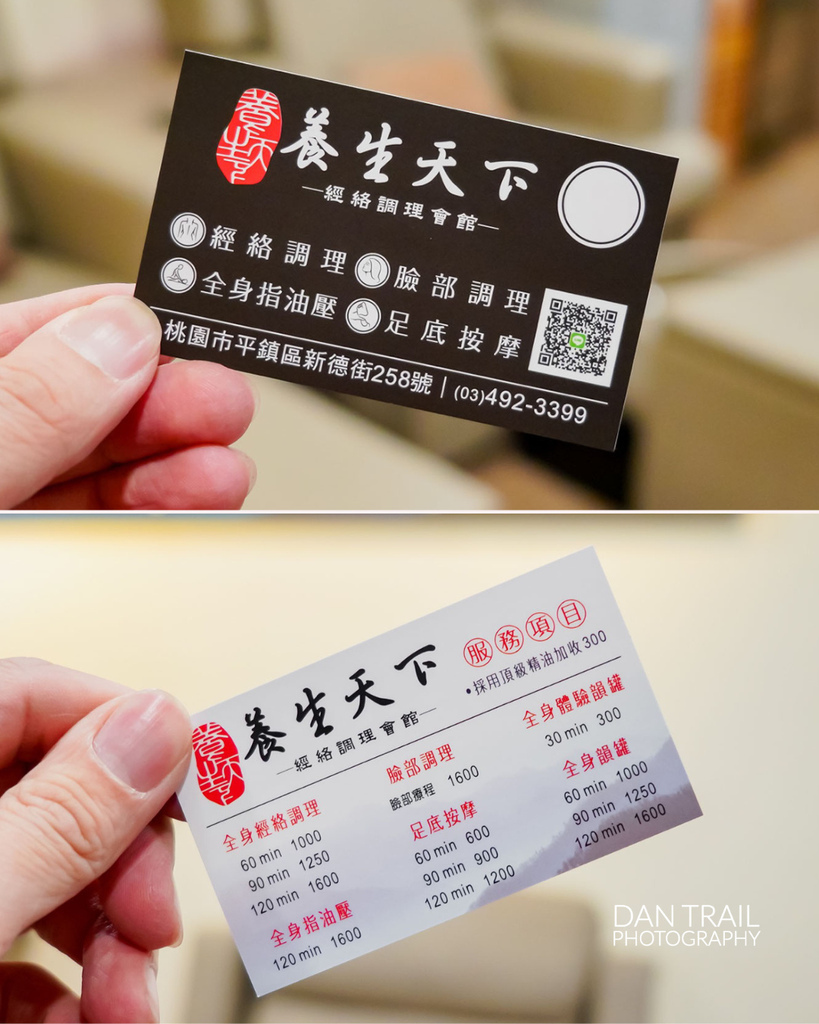 養生天下
—經絡調理會館—
經絡調理
臉部調理
全身指油壓
足底按摩
桃園市平鎮區新德街258號｜(03)492-3399
養生天下
—經絡調理會館—
服務項目
•採用頂級精油加收300
全身經絡調理
60 min 1000
90 min 1250
120 min 1600
全身指油壓
120 min 1600
臉部調理
臉部療程 1600
足底按摩
60 min 600
90 min 900
120 min 1200
全身體驗韻罐
30 min 300
全身韻罐
60 min 1000
90 min 1250
120 min 1600
DAN TRAIL
PHOTOGRAPHY